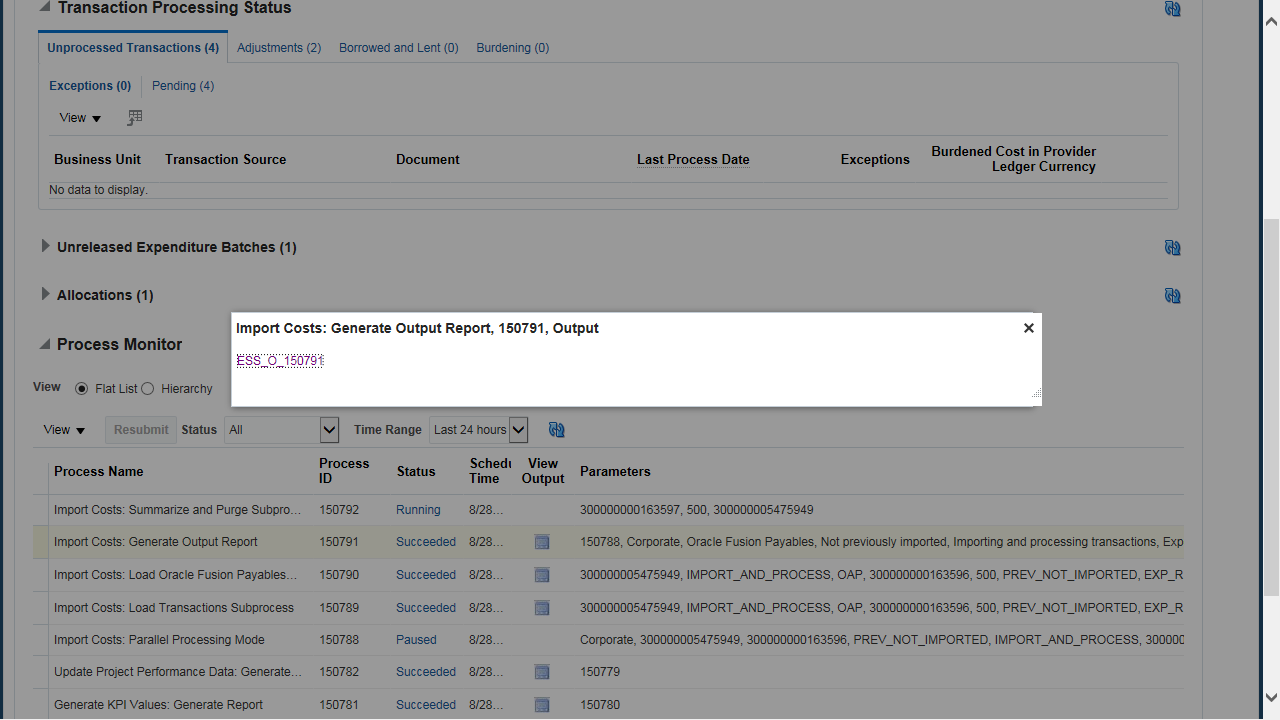 Transaction Processing Status
Unprocessed Transactions (4) Adjustments (2) Borrowed and Lent (0) Burdening (0)
Exceptions (0) Pending (4)
View
Business Unit Transaction Source Document Last Process Date Exceptions Burdened Cost in Provider
Ledger Currency
No data to display.
Unreleased Expenditure Batches (1)
Allocations (1)
Import Costs: Generate Output Report, 150791, Output
ESS_O_150791
Process Monitor
View Flat List Hierarchy
View Resubmit Status All Time Range Last 24 hours
Process Name Process ID Status Schedu Time View Output Parameters
Import Costs: Summarize and Purge Subpro... 150792 Running 8/28... 300000000163597, 500, 300000005475949
Import Costs: Generate Output Report 150791 Succeeded 8/28... 150788, Corporate, Oracle Fusion Payables, Not previously imported, Importing and processing transactions, Exp
Import Costs: Load Oracle Fusion Payables... 150790 Succeeded 8/28... 300000005475949, IMPORT_AND_PROCESS, OAP, 300000000163596, 500, PREV_NOT_IMPORTED, EXP_R
Import Costs: Load Transactions Subprocess 150789 Succeeded 8/28... 300000005475949, IMPORT_AND_PROCESS, OAP, 300000000163596, 500, PREV_NOT_IMPORTED, EXP_R
Import Costs: Parallel Processing Mode 150788 Paused 8/28... Corporate, 300000005475949, 300000000163596, PREV_NOT_IMPORTED, IMPORT_AND_PROCESS, 300000
Update Project Performance Data: Generate... 150782 Succeeded 8/28... 150779
Generate KPI Values: Generate Report 150781 Succeeded 8/28... 150780